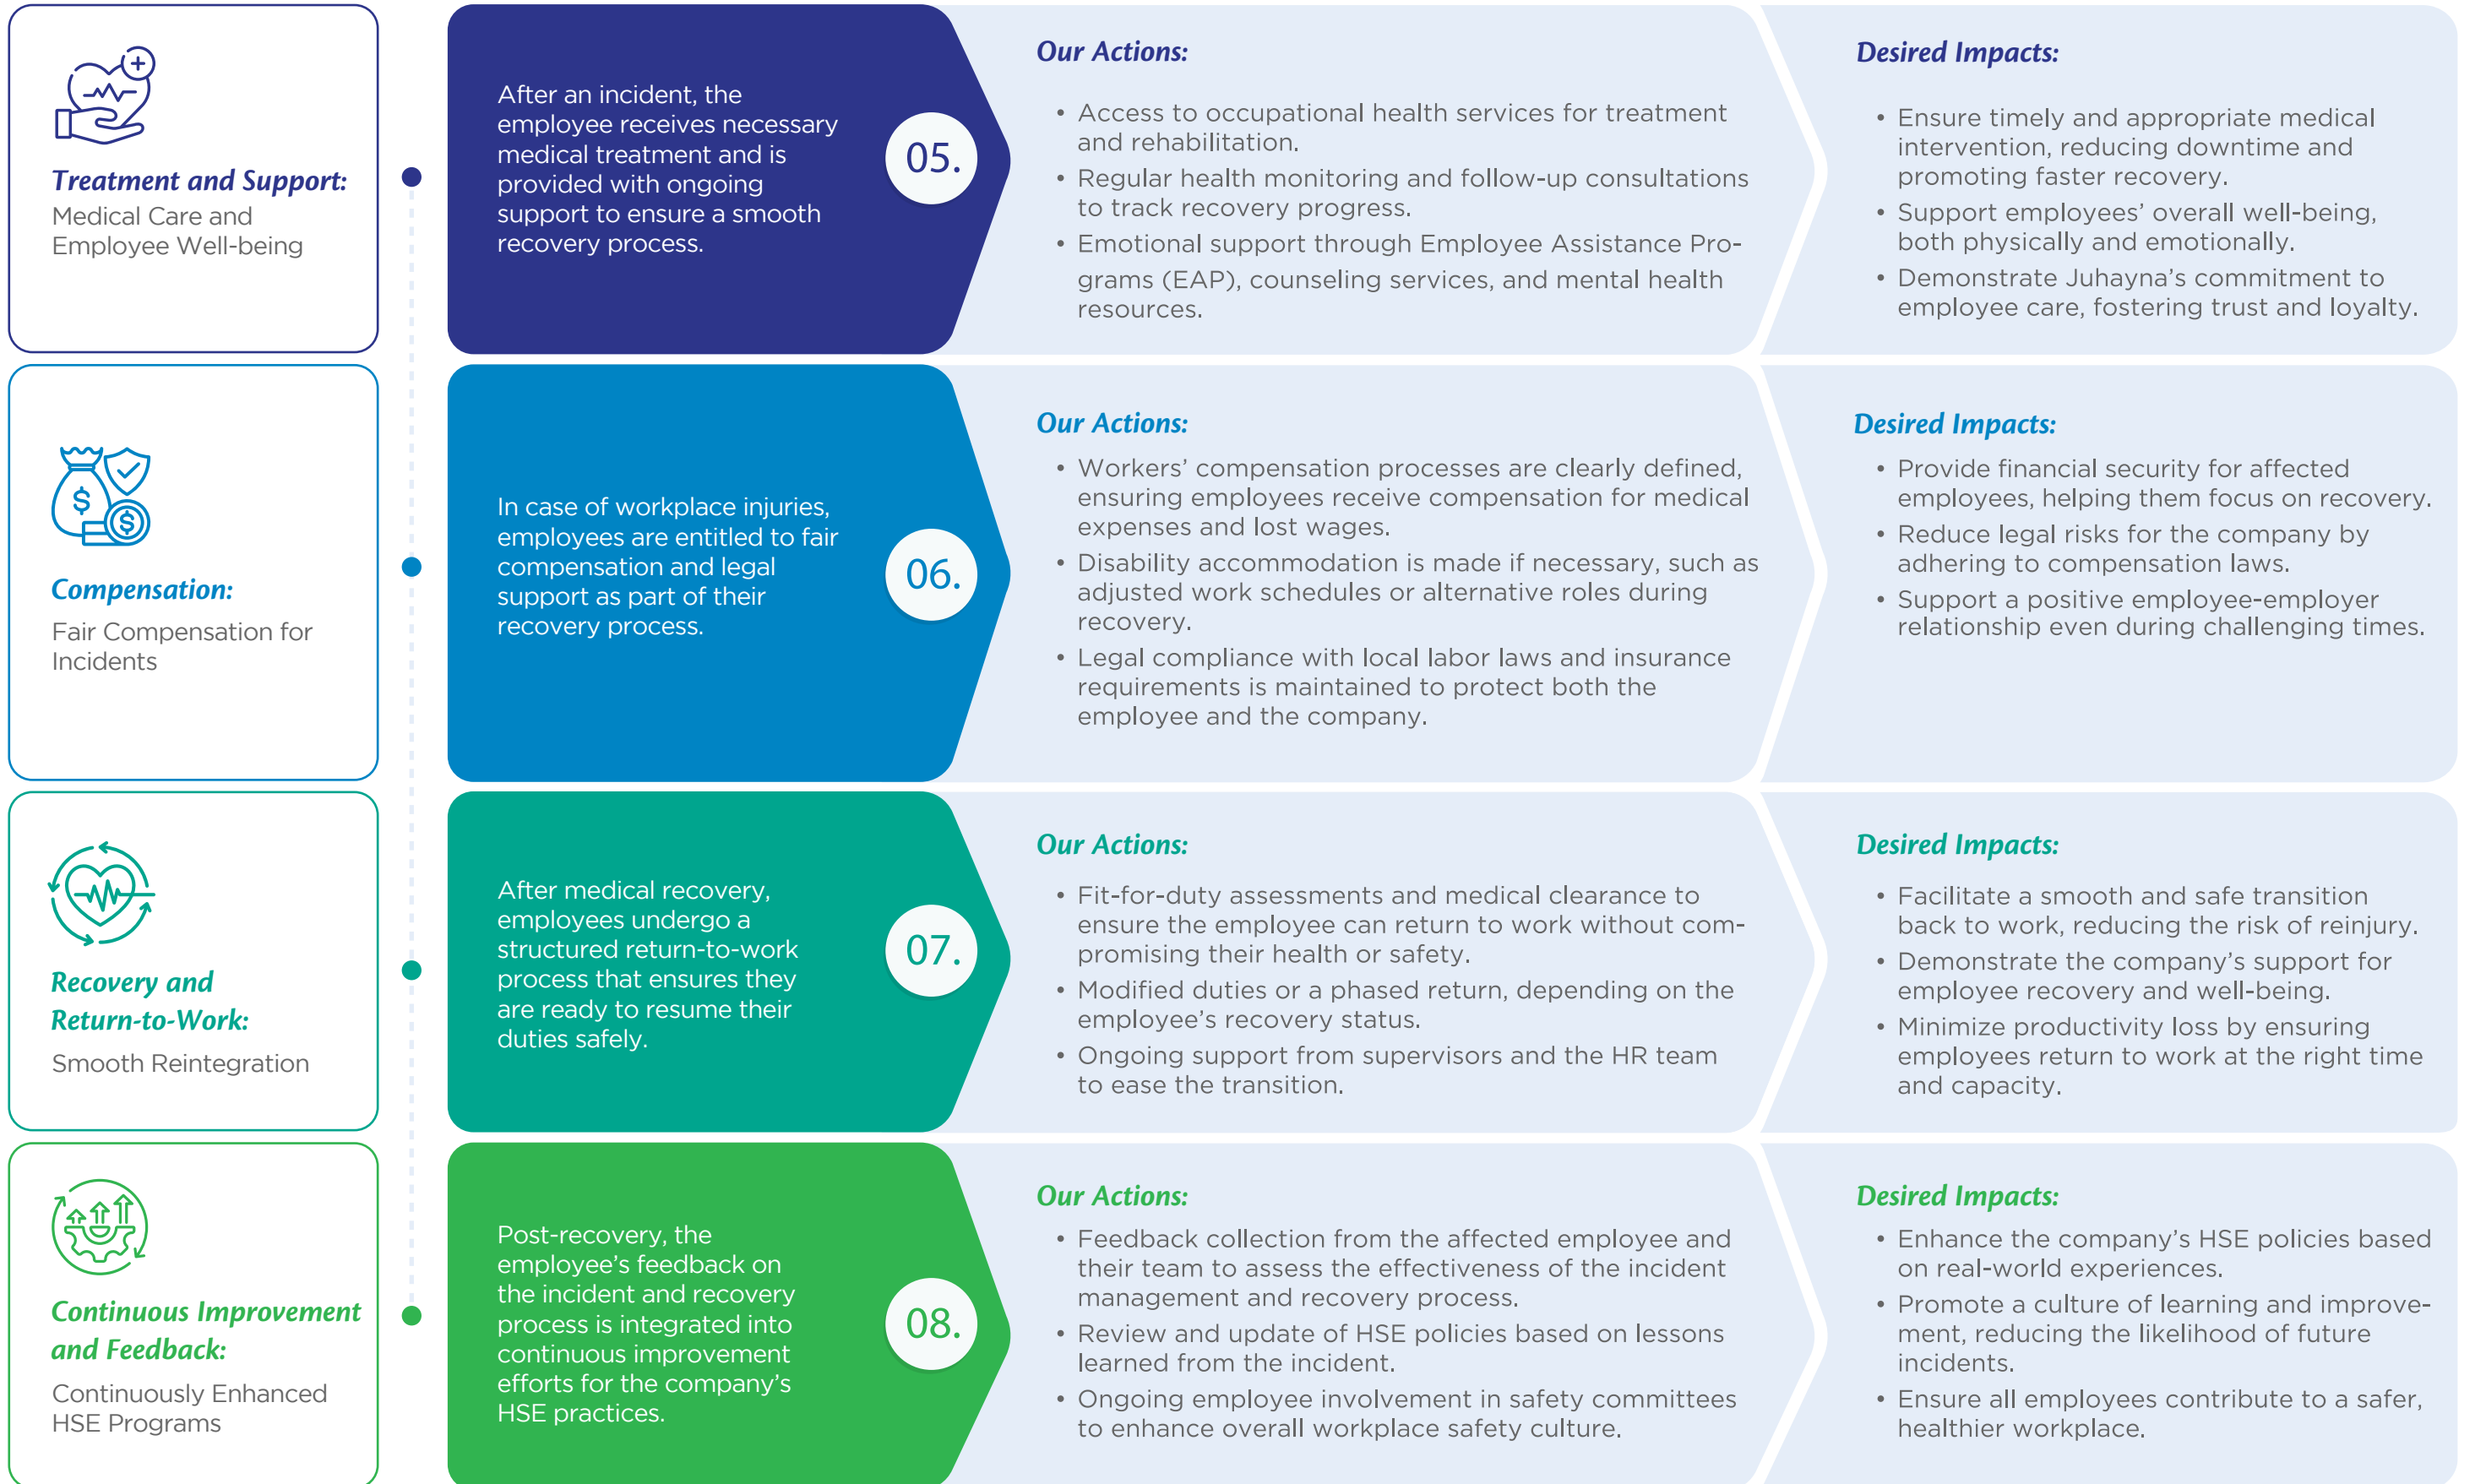 Treatment and Support:
Medical Care and
Employee Well-being
After an incident, the
employee receives necessary
medical treatment and is
provided with ongoing
support to ensure a smooth
recovery process.
05.
Our Actions:
• Access to occupational health services for treatment
and rehabilitation.
• Regular health monitoring and follow-up consultations
to track recovery progress.
• Emotional support through Employee Assistance Pro-
grams (EAP), counseling services, and mental health
resources.
Desired Impacts:
• Ensure timely and appropriate medical
intervention, reducing downtime and
promoting faster recovery.
• Support employees’ overall well-being,
both physically and emotionally.
• Demonstrate Juhayna’s commitment to
employee care, fostering trust and loyalty.
Compensation:
Fair Compensation for
Incidents
In case of workplace injuries,
employees are entitled to fair
compensation and legal
support as part of their
recovery process.
06.
Our Actions:
• Workers’ compensation processes are clearly defined,
ensuring employees receive compensation for medical
expenses and lost wages.
• Disability accommodation is made if necessary, such as
adjusted work schedules or alternative roles during
recovery.
• Legal compliance with local labor laws and insurance
requirements is maintained to protect both the
employee and the company.
Desired Impacts:
• Provide financial security for affected
employees, helping them focus on recovery.
• Reduce legal risks for the company by
adhering to compensation laws.
• Support a positive employee-employer
relationship even during challenging times.
Recovery and
Return-to-Work:
Smooth Reintegration
After medical recovery,
employees undergo a
structured return-to-work
process that ensures they
are ready to resume their
duties safely.
07.
Our Actions:
• Fit-for-duty assessments and medical clearance to
ensure the employee can return to work without com-
promising their health or safety.
• Modified duties or a phased return, depending on the
employee’s recovery status.
• Ongoing support from supervisors and the HR team
to ease the transition.
Desired Impacts:
• Facilitate a smooth and safe transition
back to work, reducing the risk of reinjury.
• Demonstrate the company’s support for
employee recovery and well-being.
• Minimize productivity loss by ensuring
employees return to work at the right time
and capacity.
Continuous Improvement
and Feedback:
Continuously Enhanced
HSE Programs
Post-recovery, the
employee’s feedback on
the incident and recovery
process is integrated into
continuous improvement
efforts for the company’s
HSE practices.
08.
Our Actions:
• Feedback collection from the affected employee and
their team to assess the effectiveness of the incident
management and recovery process.
• Review and update of HSE policies based on lessons
learned from the incident.
• Ongoing employee involvement in safety committees
to enhance overall workplace safety culture.
Desired Impacts:
• Enhance the company’s HSE policies based
on real-world experiences.
• Promote a culture of learning and improve-
ment, reducing the likelihood of future
incidents.
• Ensure all employees contribute to a safer,
healthier workplace.